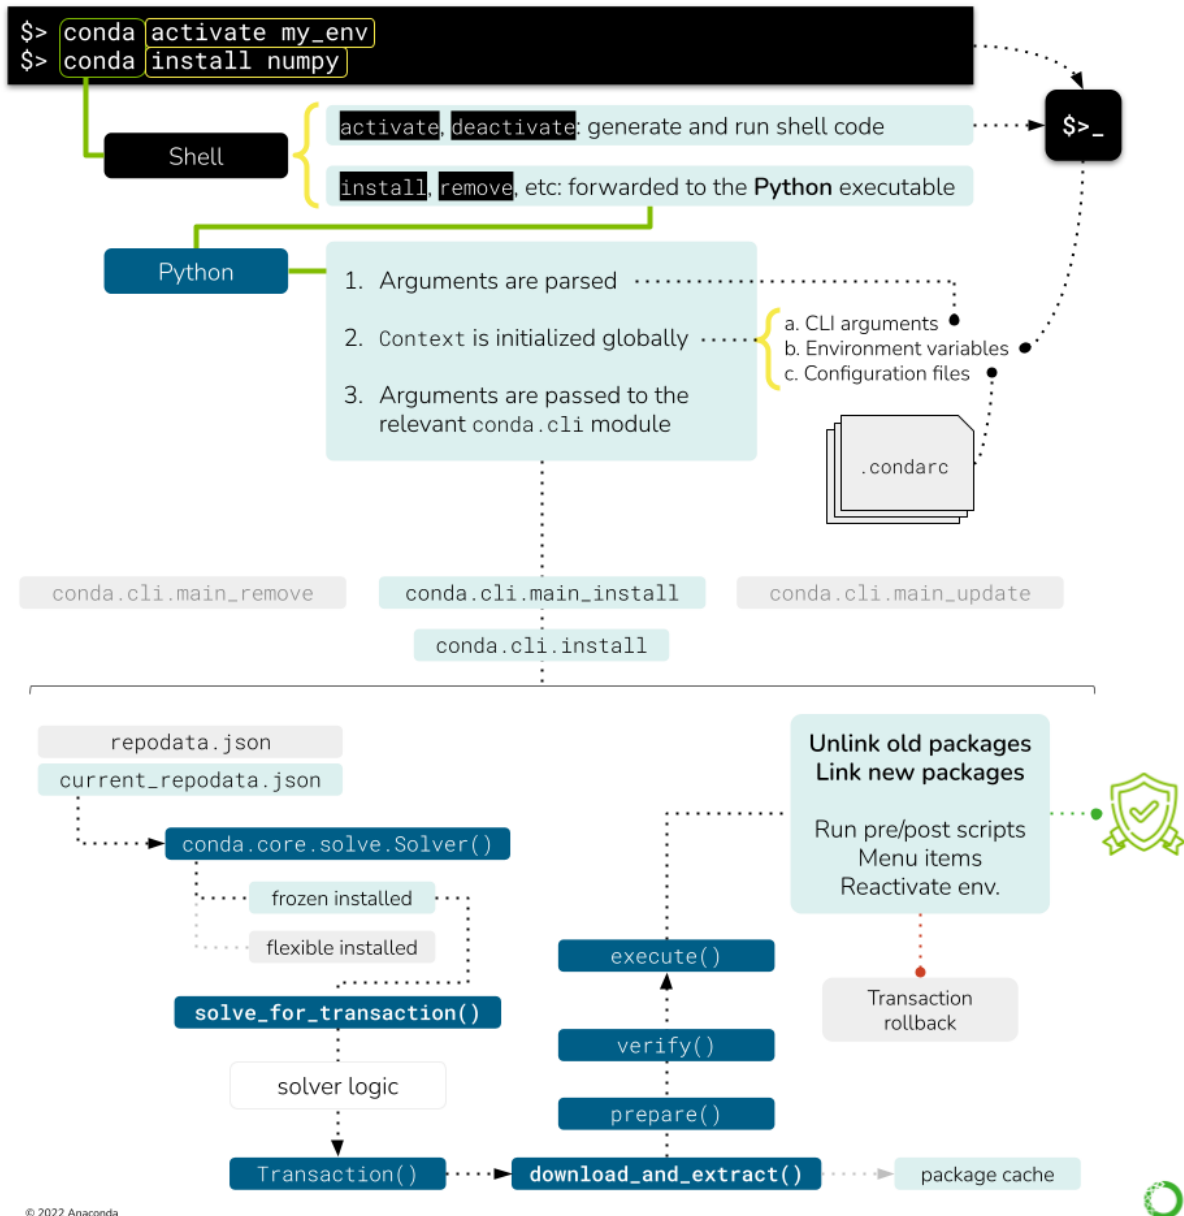 $> conda activate my_env
$> conda install numpy
$>_
Shell
activate, deactivate: generate and run shell code
install, remove, etc: forwarded to the Python executable
Python
1. Arguments are parsed
2. Context is initialized globally
3. Arguments are passed to the
relevant conda.cli module
a. CLI arguments
b. Environment variables
c. Configuration files
.condarc
conda.cli.main_remove
conda.cli.main_install
conda.cli.main_update
conda.cli.install
repodata.json
current_repodata.json
conda.core.solve.Solver()
frozen installed
flexible installed
solve_for_transaction()
solver logic
Transaction()
download_and_extract()
package cache
prepare()
verify()
execute()
Unlink old packages
Link new packages
Run pre/post scripts
Menu items
Reactivate env.
Transaction
rollback
© 2022 Anaconda